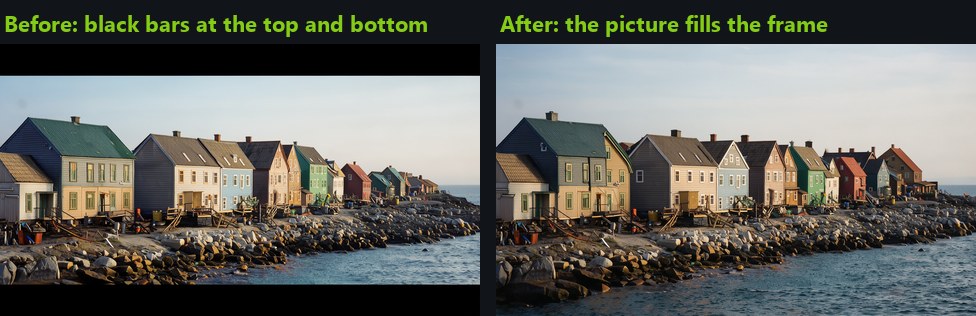 Before: black bars at the top and bottom
After: the picture fills the frame